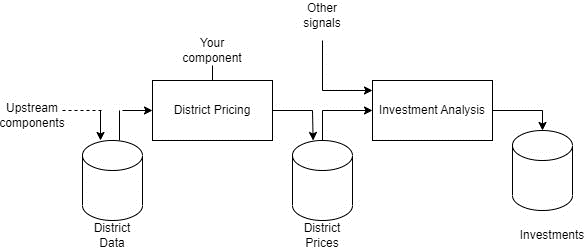 Other
signals
Your
component
Upstream
components
District Pricing
Investment Analysis
District
Data
District
Prices
Investments